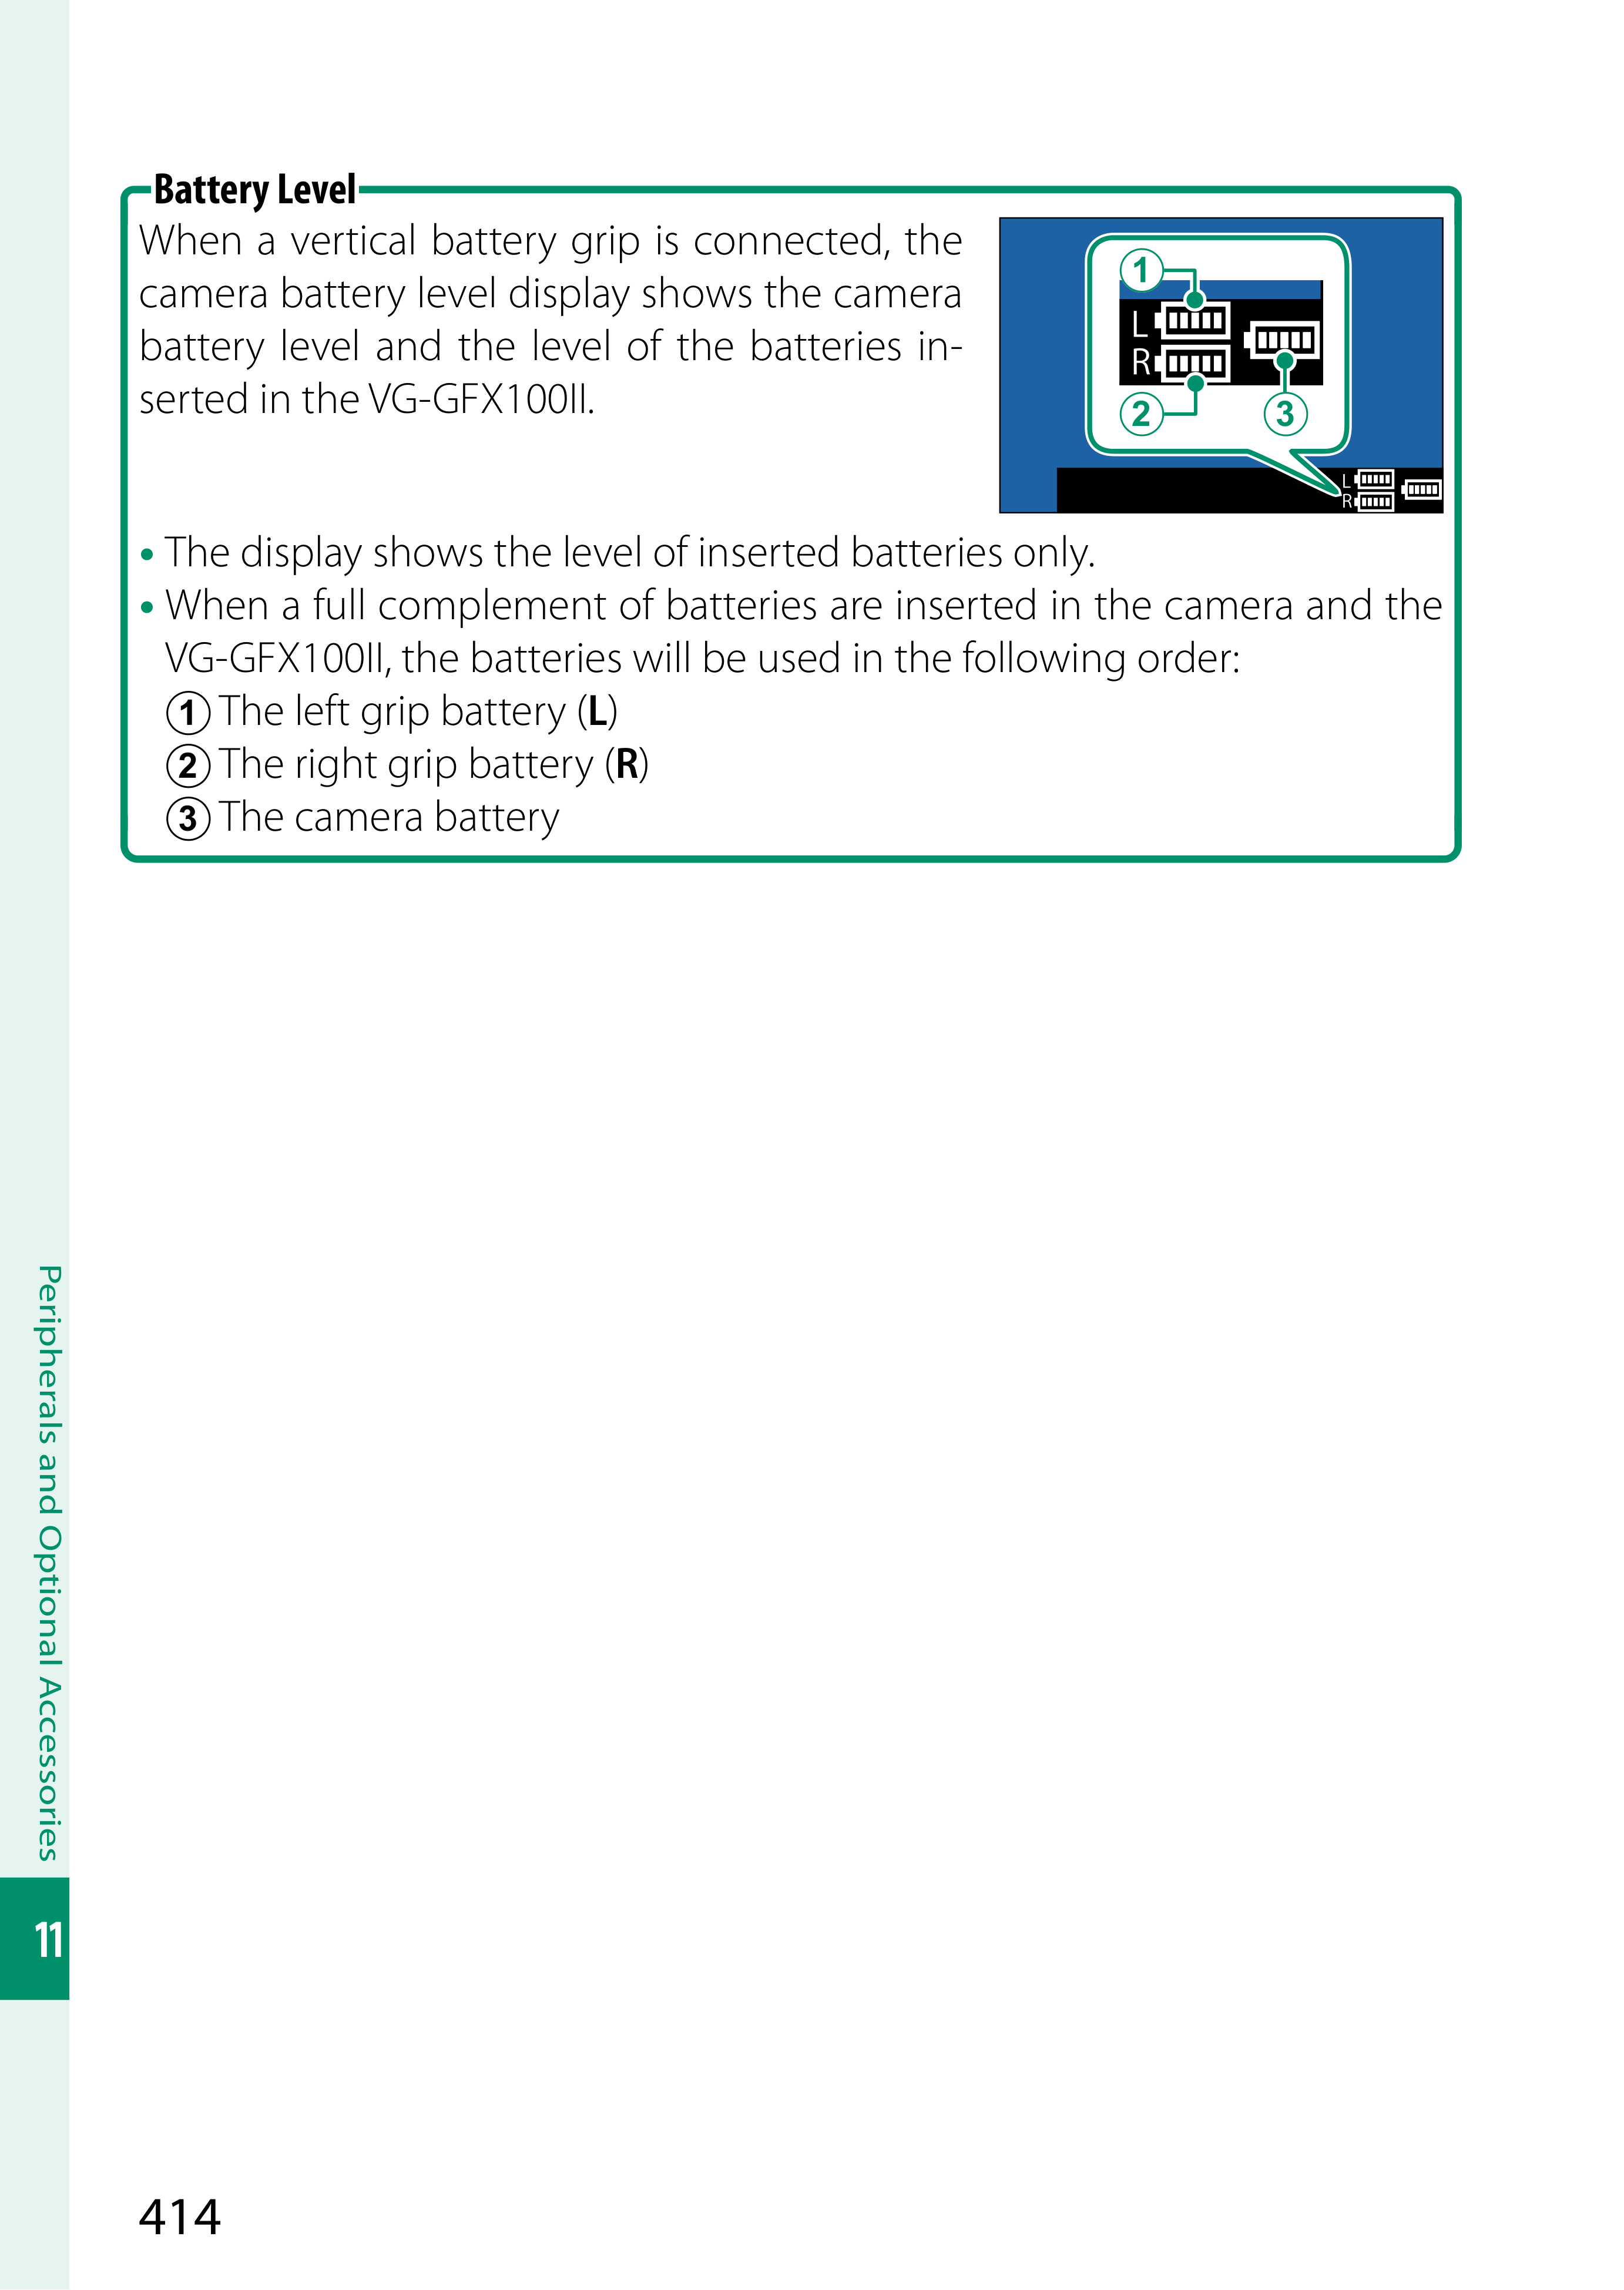 Battery Level
When a vertical battery grip is connected, the
camera battery level display shows the camera
battery level and the level of the batteries in-
serted in the VG-GFX100II.
1
L
R
2
3
L
R
• The display shows the level of inserted batteries only.
• When a full complement of batteries are inserted in the camera and the
VG-GFX100II, the batteries will be used in the following order:
① The left grip battery (L)
② The right grip battery (R)
③ The camera battery
Peripherals and Optional Accessories
11
414